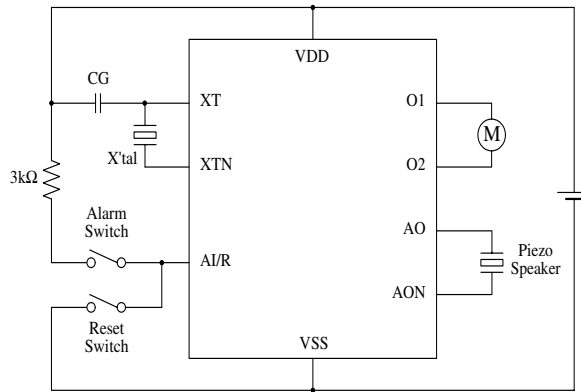 VDD
CG
XT
O1
M
X'tal
XTN
O2
3kΩ
Alarm
Switch
AO
Piezo
Speaker
AI/R
AON
Reset
Switch
VSS